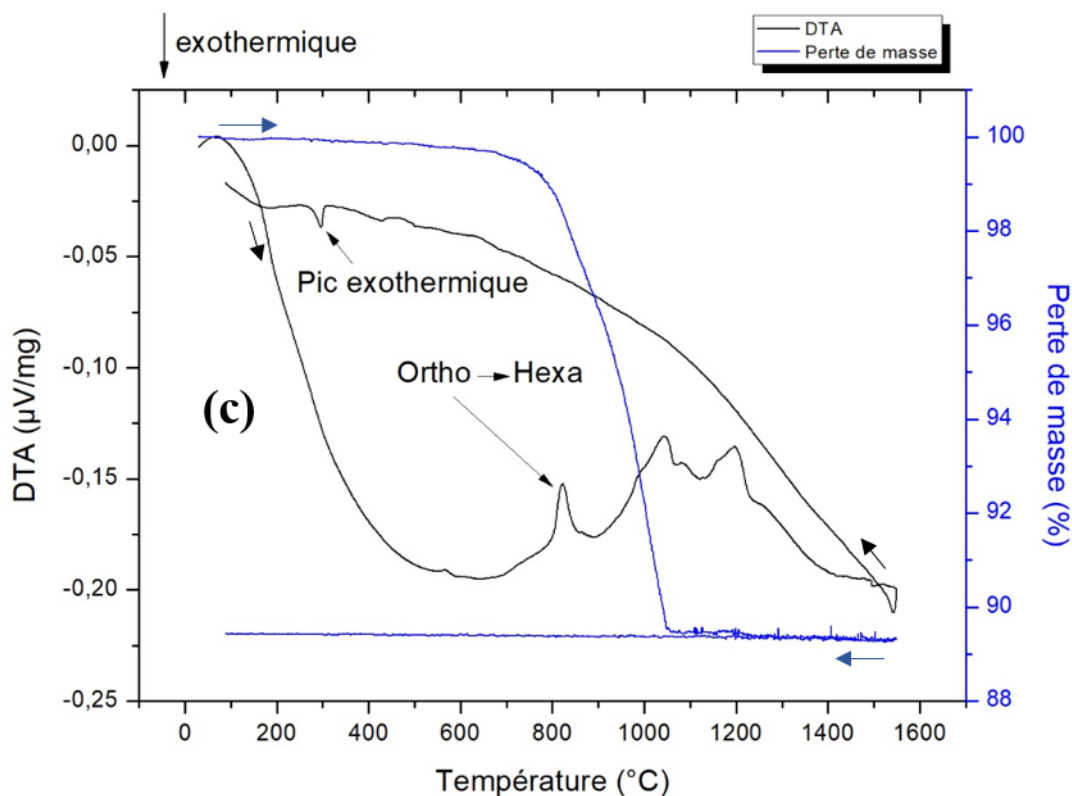 exothermique
DTA
Perte de masse
0,00
-0,05
-0,10
-0,15
-0,20
-0,25
DTA (µV/mg)
Pic exothermique
Ortho → Hexa
(c)
100
98
96
94
92
90
88
Perte de masse (%)
0 200 400 600 800 1000 1200 1400 1600
Température (°C)